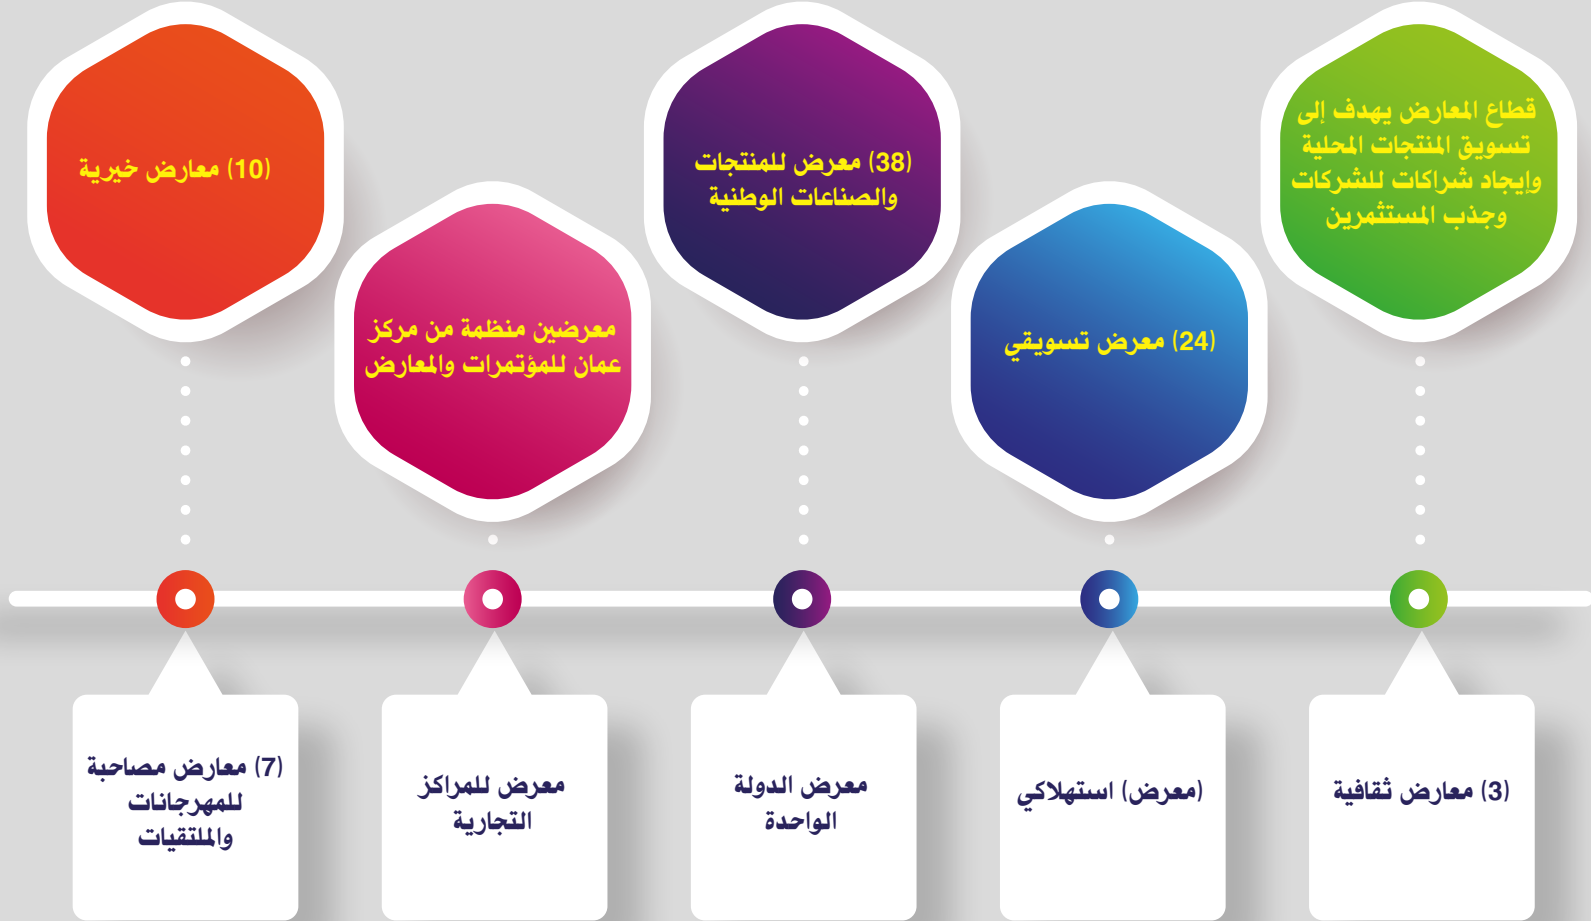 قطاع المعارض يهدف إلى
تسويق المنتجات المحلية
وإيجاد شراكات للشركات
وجذب المستثمرين
(24) معرض تسويقي
(38) معرض للمنتجات
والصناعات الوطنية
معرضين منظمة من مركز
عمان للمؤتمرات والمعارض
(10) معارض خيرية
(3) معارض ثقافية
(معرض) استهلاكي
معرض الدولة
الواحدة
معرض للمراكز
التجارية
(7) معارض مصاحبة
للمهرجانات
والملتقيات